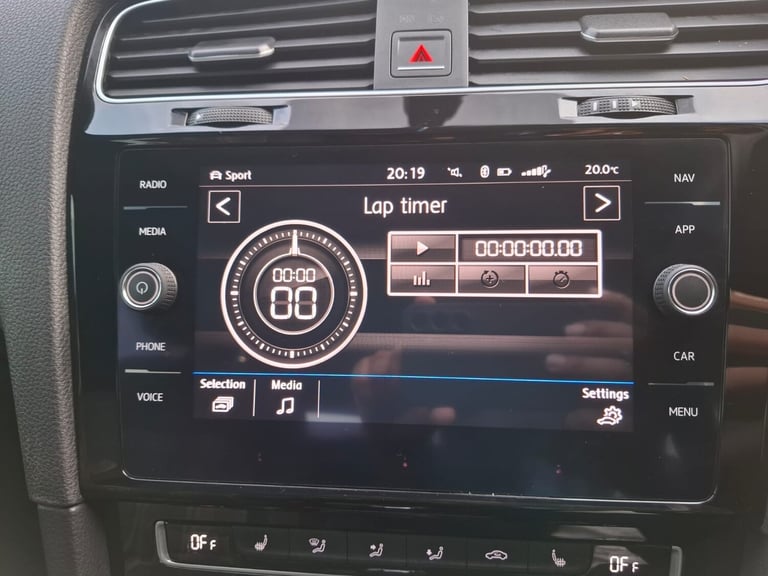 Sport 20:19 20.0°C
Lap timer
00:00:00.00
00:00
00
Selection Media Settings
RADIO
MEDIA
PHONE
VOICE
NAV
APP
CAR
MENU
OFF OFF